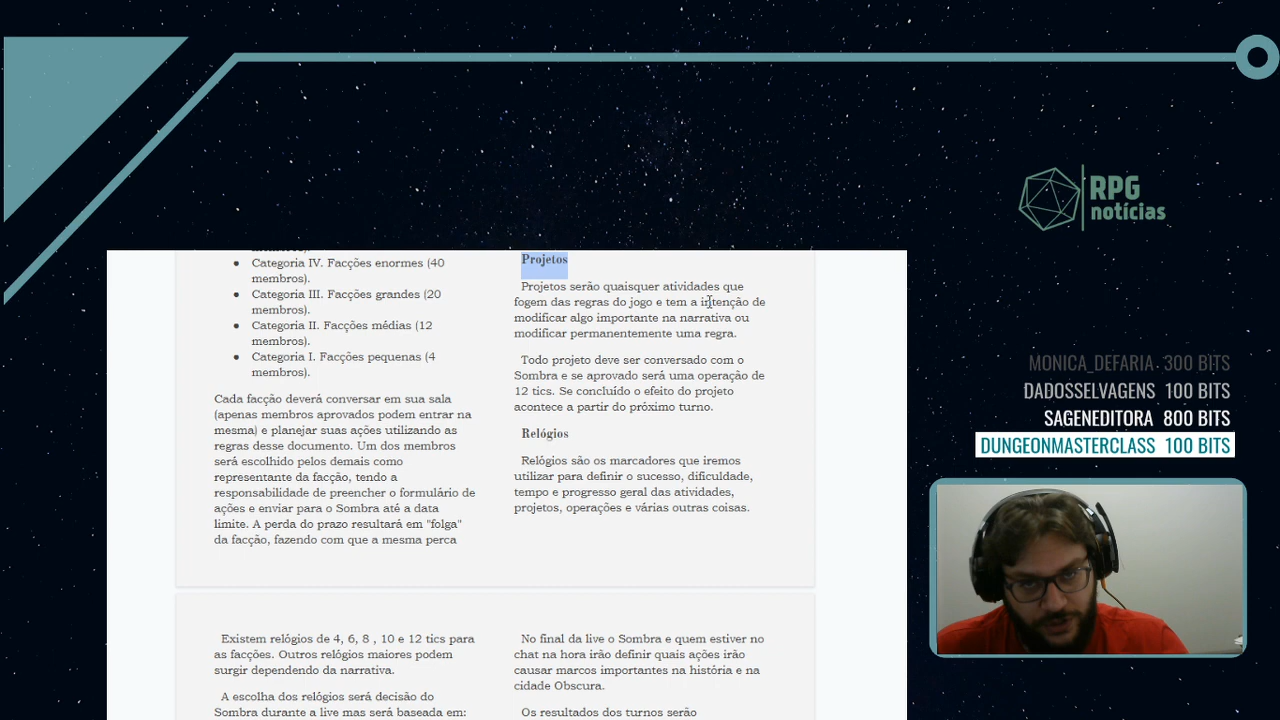 RPG
notícias
membros).
● Categoria IV. Facções enormes (40
membros).
● Categoria III. Facções grandes (20
membros).
● Categoria II. Facções médias (12
membros).
● Categoria I. Facções pequenas (4
membros).
Cada facção deverá conversar em sua sala
(apenas membros aprovados podem entrar na
mesma) e planejar suas ações utilizando as
regras desse documento. Um dos membros
será escolhido pelos demais como
representante da facção, tendo a
responsabilidade de preencher o formulário de
ações e enviar para o Sombra até a data
limite. A perda do prazo resultará em "folga"
da facção, fazendo com que a mesma perca
Projetos
Projetos serão quaisquer atividades que
fogem das regras do jogo e tem a intenção de
modificar algo importante na narrativa ou
modificar permanentemente uma regra.
Todo projeto deve ser conversado com o
Sombra e se aprovado será uma operação de
12 tics. Se concluído o efeito do projeto
acontece a partir do próximo turno.
Relógios
Relógios são os marcadores que iremos
utilizar para definir o sucesso, dificuldade,
tempo e progresso geral das atividades,
projetos, operações e várias outras coisas.
Existem relógios de 4, 6, 8 , 10 e 12 tics para
as facções. Outros relógios maiores podem
surgir dependendo da narrativa.
A escolha dos relógios será decisão do
Sombra durante a live mas será baseada em:
No final da live o Sombra e quem estiver no
chat na hora irão definir quais ações irão
causar marcos importantes na história e na
cidade Obscura.
Os resultados dos turnos serão
MONICA_DEFARIA 300 BITS
DADOSSELVAGENS 100 BITS
SAGENEDITORA 800 BITS
DUNGEONMASTERCLASS 100 BITS